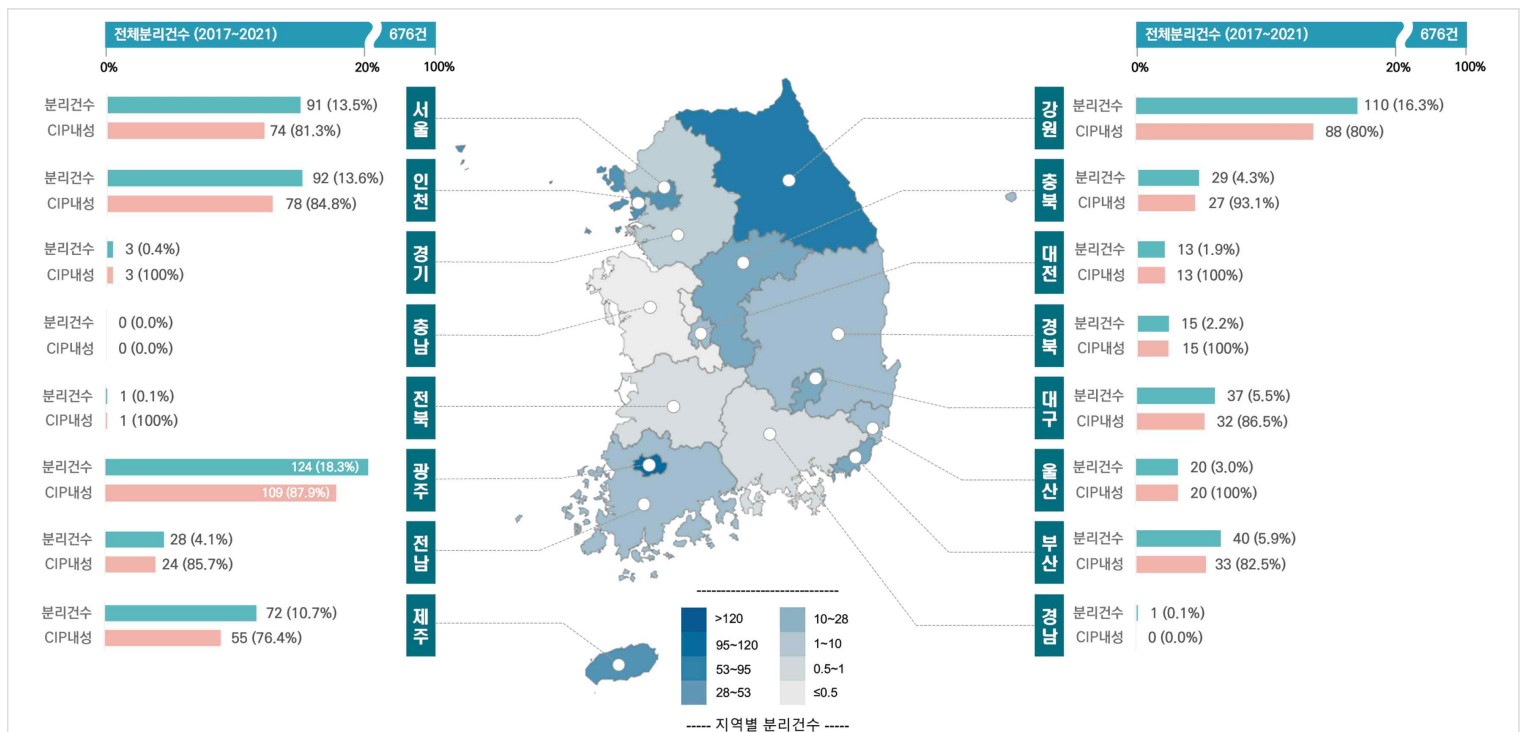 전체분리건수 (2017~2021) 676건
0% 20% 100%
분리건수 91 (13.5%)
CIP내성 74 (81.3%)
서울
분리건수 92 (13.6%)
CIP내성 78 (84.8%)
인천
분리건수 3 (0.4%)
CIP내성 3 (100%)
경기
분리건수 0 (0.0%)
CIP내성 0 (0.0%)
충남
분리건수 1 (0.1%)
CIP내성 1 (100%)
전북
분리건수 124 (18.3%)
CIP내성 109 (87.9%)
광주
분리건수 28 (4.1%)
CIP내성 24 (85.7%)
전남
분리건수 72 (10.7%)
CIP내성 55 (76.4%)
제주
>120 10~28
95~120 1~10
53~95 0.5~1
28~53 ≤0.5
----- 지역별 분리건수 -----
전체분리건수 (2017~2021) 676건
0% 20% 100%
강원
분리건수 110 (16.3%)
CIP내성 88 (80%)
충북
분리건수 29 (4.3%)
CIP내성 27 (93.1%)
대전
분리건수 13 (1.9%)
CIP내성 13 (100%)
경북
분리건수 15 (2.2%)
CIP내성 15 (100%)
대구
분리건수 37 (5.5%)
CIP내성 32 (86.5%)
울산
분리건수 20 (3.0%)
CIP내성 20 (100%)
부산
분리건수 40 (5.9%)
CIP내성 33 (82.5%)
경남
분리건수 1 (0.1%)
CIP내성 0 (0.0%)